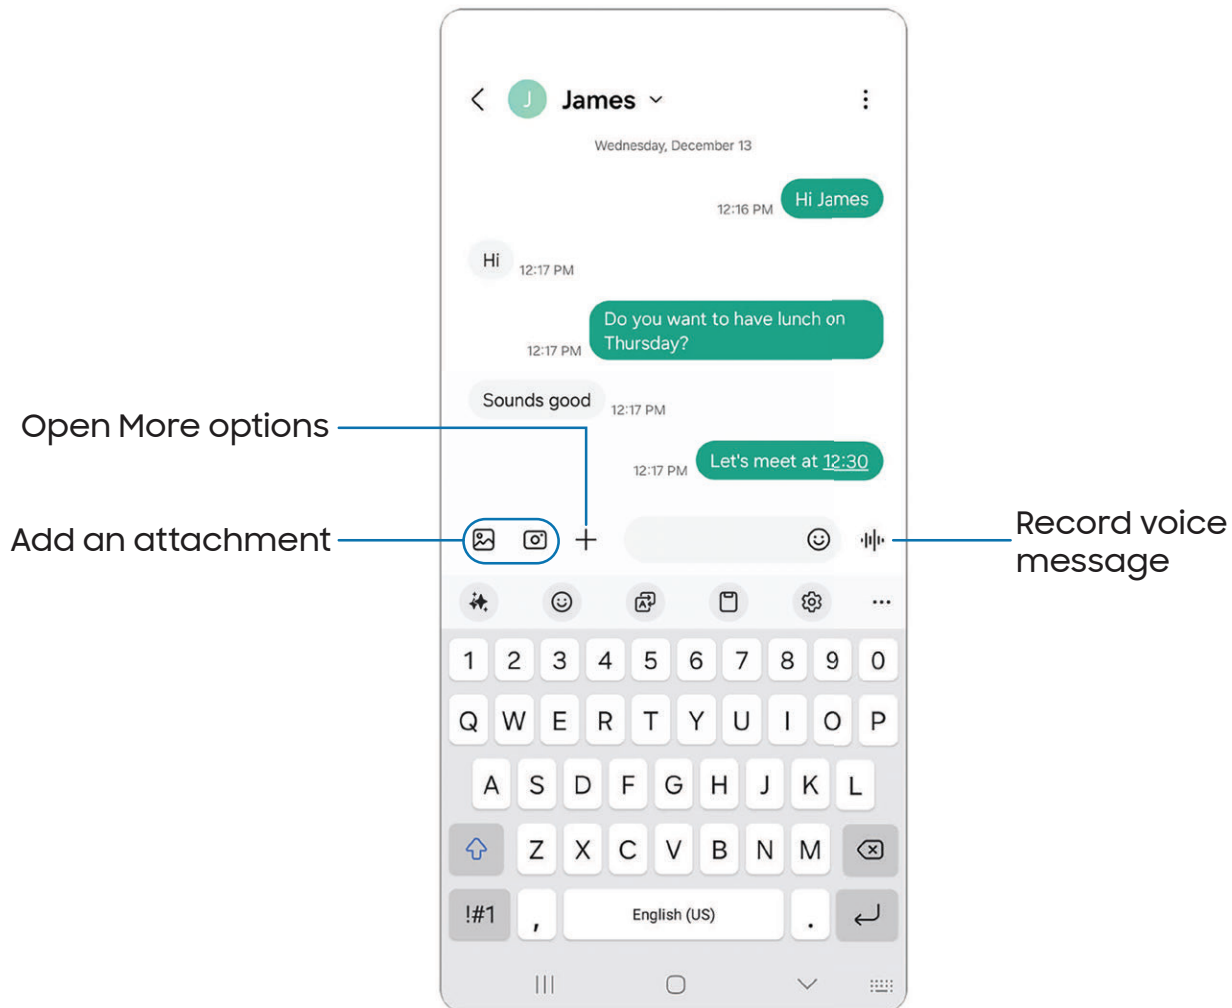 J James
Wednesday, December 13
12:16 PM Hi James
Hi 12:17 PM
Do you want to have lunch on
12:17 PM Thursday?
Sounds good 12:17 PM
Open More options
12:17 PM Let's meet at 12:30
Add an attachment
Record voice
message
1 2 3 4 5 6 7 8 9 0
Q W E R T Y U I O P
A S D F G H J K L
Z X C V B N M
!#1 , English (US) .